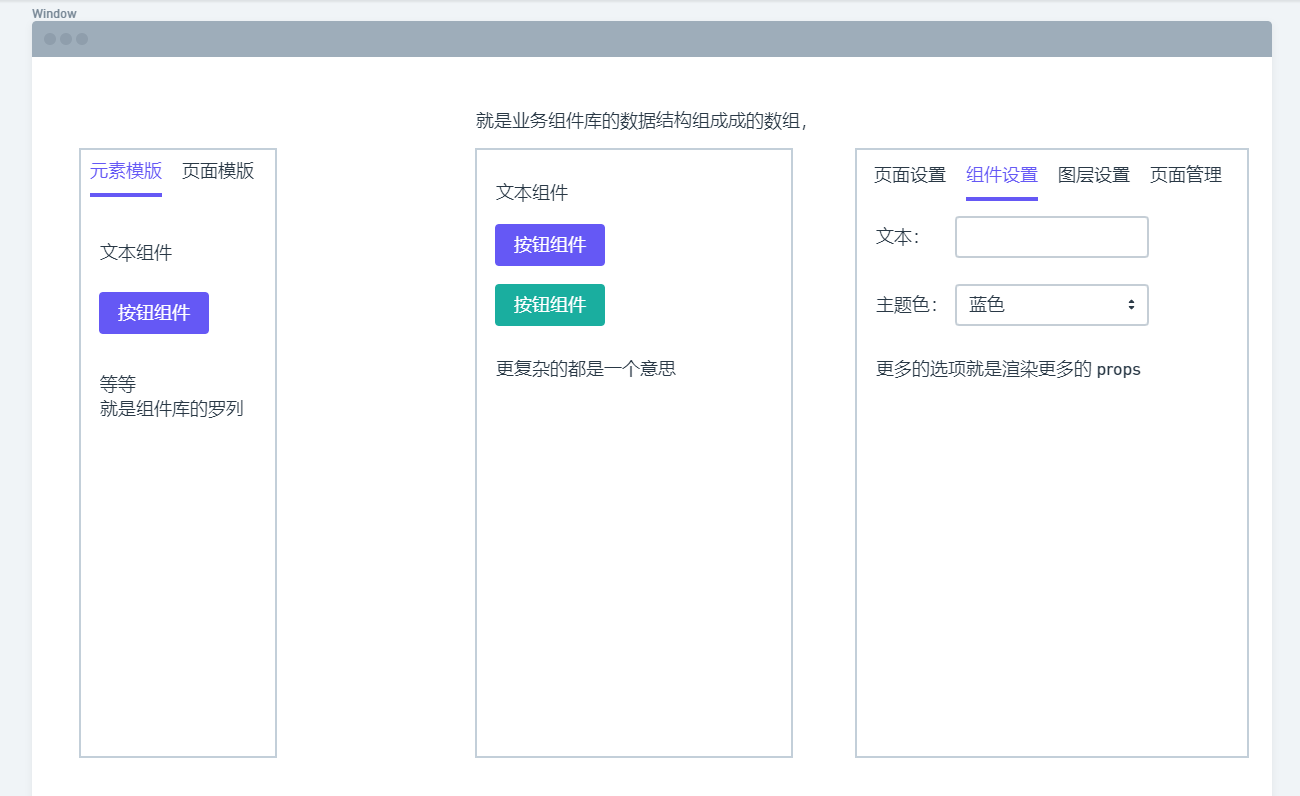 Window
就是业务组件库的数据结构组成成的数组，
元素模版 页面模版
文本组件
按钮组件
等等
就是组件库的罗列
文本组件
按钮组件
按钮组件
更复杂的都是一个意思
页面设置 组件设置 图层设置 页面管理
文本：
主题色： 蓝色
更多的选项就是渲染更多的 props